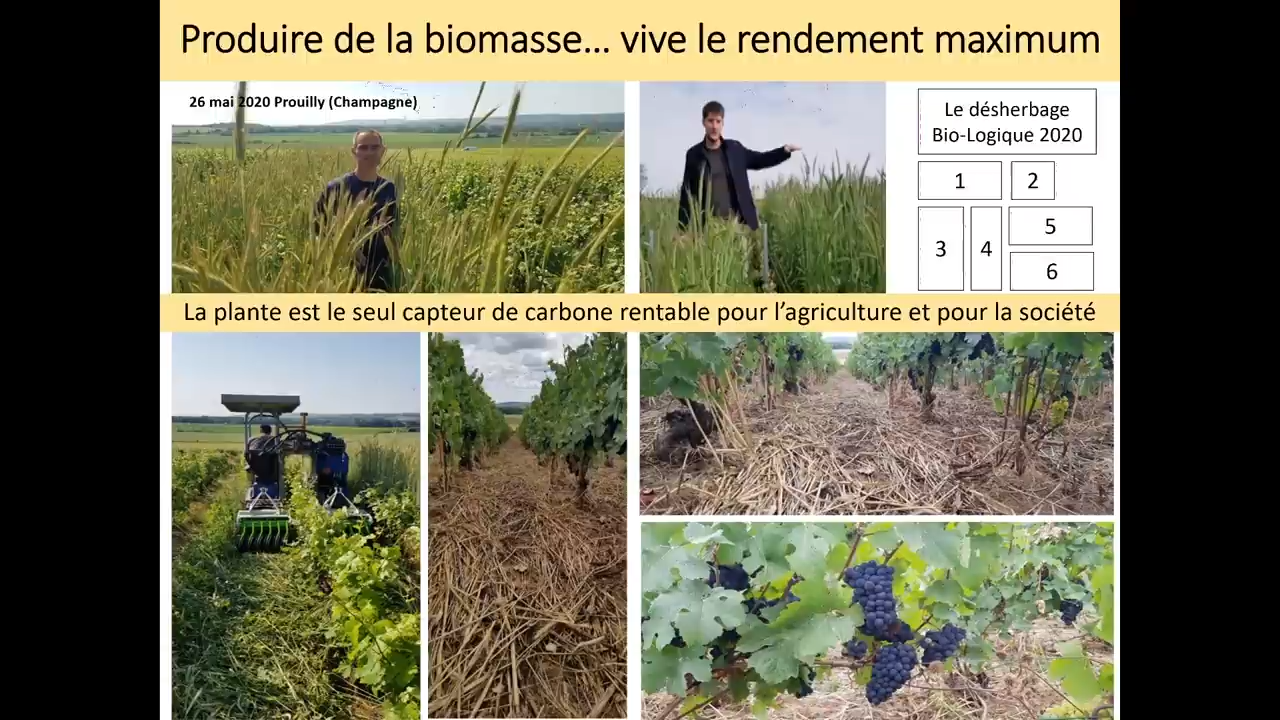 Produire de la biomasse... vive le rendement maximum
26 mai 2020 Prouilly (Champagne)
Le désherbage
Bio-Logique 2020
1
2
3
4
5
6
La plante est le seul capteur de carbone rentable pour l’agriculture et pour la société